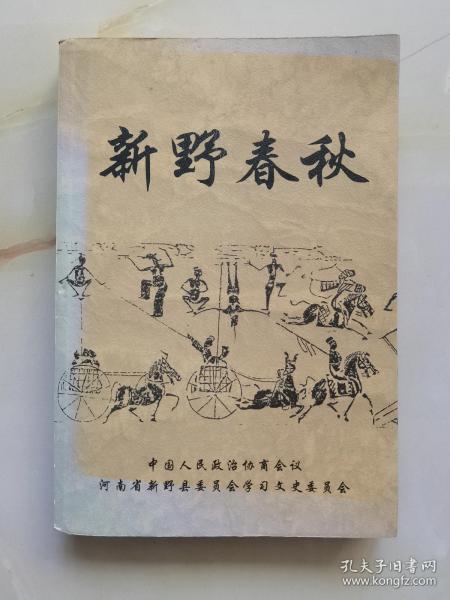 新野春秋
中国人民政治协商会议
河南省新野县委员会学习文史委员会
孔夫子旧书网
www.kongfz.com